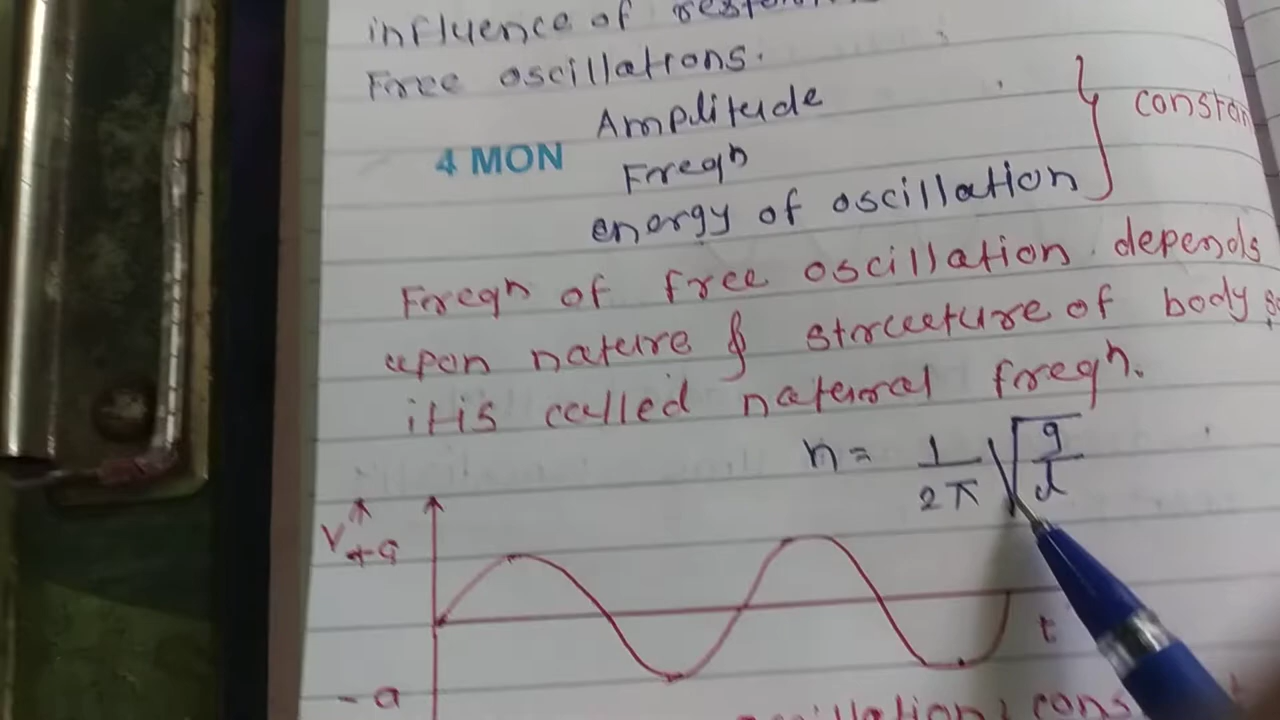 influence of
Free oscillations.
Amplitude
4 MON
Freqn
energy of oscillation
Freqn of free oscillation depends
upon nature & structure of body
it is called natural freqn.
n = 1/2π √g/l
V
+a
t
-a